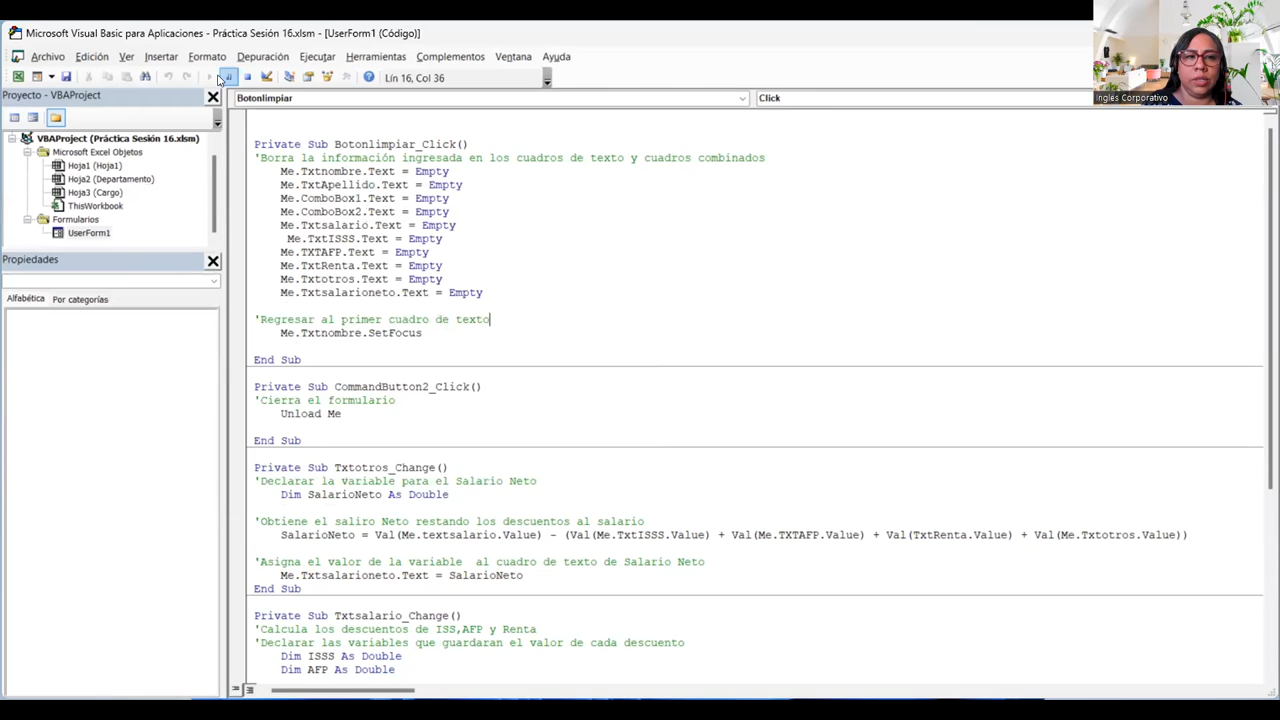 Microsoft Visual Basic para Aplicaciones - Práctica Sesión 16.xlsm - [UserForm1 (Código)]
Archivo Edición Ver Insertar Formato Depuración Ejecutar Herramientas Complementos Ventana Ayuda
Lín 16, Col 36
Ingles Corporativo
Proyecto - VBAProject
Botonlimpiar
Click
VBAProject (Práctica Sesión 16.xlsm)
Microsoft Excel Objetos
Hoja1 (Hoja1)
Hoja2 (Departamento)
Hoja3 (Cargo)
ThisWorkbook
Formularios
UserForm1
Propiedades
Alfabética Por categorías
Private Sub Botonlimpiar_Click()
'Borra la información ingresada en los cuadros de texto y cuadros combinados
Me.Txtnombre.Text = Empty
Me.TxtApellido.Text = Empty
Me.ComboBox1.Text = Empty
Me.ComboBox2.Text = Empty
Me.Txtsalario.Text = Empty
Me.TxtISSS.Text = Empty
Me.TXTAFP.Text = Empty
Me.TxtRenta.Text = Empty
Me.Txtotros.Text = Empty
Me.Txtsalarioneto.Text = Empty
'Regresar al primer cuadro de texto
Me.Txtnombre.SetFocus
End Sub
Private Sub CommandButton2_Click()
'Cierra el formulario
Unload Me
End Sub
Private Sub Txtotros_Change()
'Declarar la variable para el Salario Neto
Dim SalarioNeto As Double
'Obtiene el saliro Neto restando los descuentos al salario
SalarioNeto = Val(Me.textsalario.Value) - (Val(Me.TxtISSS.Value) + Val(Me.TXTAFP.Value) + Val(TxtRenta.Value) + Val(Me.Txtotros.Value))
'Asigna el valor de la variable  al cuadro de texto de Salario Neto
Me.Txtsalarioneto.Text = SalarioNeto
End Sub
Private Sub Txtsalario_Change()
'Calcula los descuentos de ISS,AFP y Renta
'Declarar las variables que guardaran el valor de cada descuento
Dim ISSS As Double
Dim AFP As Double